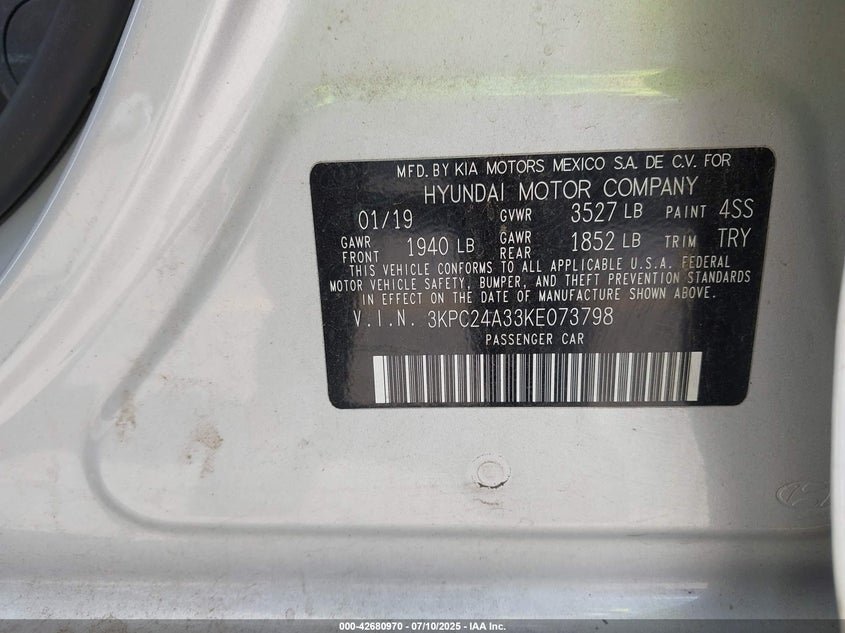 MFD. BY KIA MOTORS MEXICO S.A. DE C.V. FOR
HYUNDAI MOTOR COMPANY
01/19 GVWR 3527 LB PAINT 4SS
GAWR FRONT 1940 LB GAWR REAR 1852 LB TRIM TRY
THIS VEHICLE CONFORMS TO ALL APPLICABLE U.S.A. FEDERAL
MOTOR VEHICLE SAFETY, BUMPER, AND THEFT PREVENTION STANDARDS
IN EFFECT ON THE DATE OF MANUFACTURE SHOWN ABOVE.
V.I.N. 3KPC24A33KE073798
PASSENGER CAR
000-42680970 - 07/10/2025 - IAA Inc.